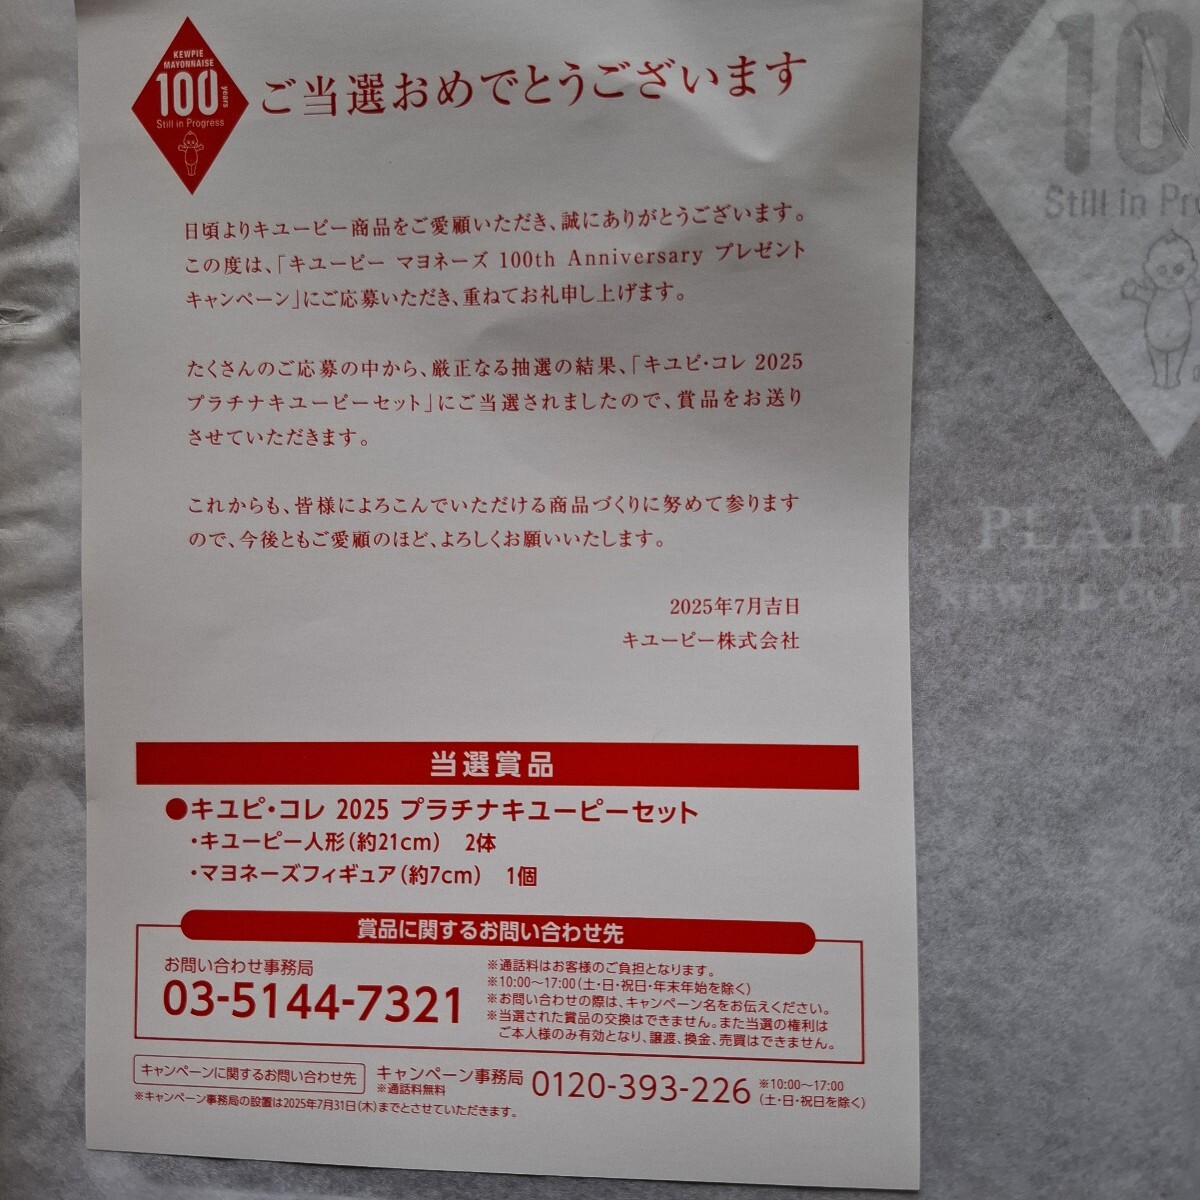 KEWPIE
MAYONNAISE
100
years
Still in Progress
ご当選おめでとうございます
日頃よりキユーピー商品をご愛顧いただき、誠にありがとうございます。
この度は、「キユーピー マヨネーズ 100th Anniversary プレゼント
キャンペーン」にご応募いただき、重ねてお礼申し上げます。
たくさんのご応募の中から、厳正なる抽選の結果、「キユピ・コレ 2025
プラチナキユーピーセット」にご当選されましたので、賞品をお送り
させていただきます。
これからも、皆様によろこんでいただける商品づくりに努めて参ります
ので、今後ともご愛顧のほど、よろしくお願いいたします。
2025年7月吉日
キユーピー株式会社
当選賞品
●キユピ・コレ 2025 プラチナキユーピーセット
・キユーピー人形(約21cm) 2体
・マヨネーズフィギュア(約7cm) 1個
賞品に関するお問い合わせ先
お問い合わせ事務局
03-5144-7321
※通話料はお客様のご負担となります。
※10:00～17:00(土・日・祝日・年末年始を除く)
※お問い合わせの際は、キャンペーン名をお伝えください。
※当選された賞品の交換はできません。また当選の権利は
ご本人様のみ有効となり、譲渡、換金、売買はできません。
キャンペーンに関するお問い合わせ先
キャンペーン事務局
※通話料無料
0120-393-226
※10:00～17:00
(土・日・祝日を除く)
※キャンペーン事務局の設置は2025年7月31日(木)までとさせていただきます。
10
Still in Pr
PLATI
KEWPIE CO